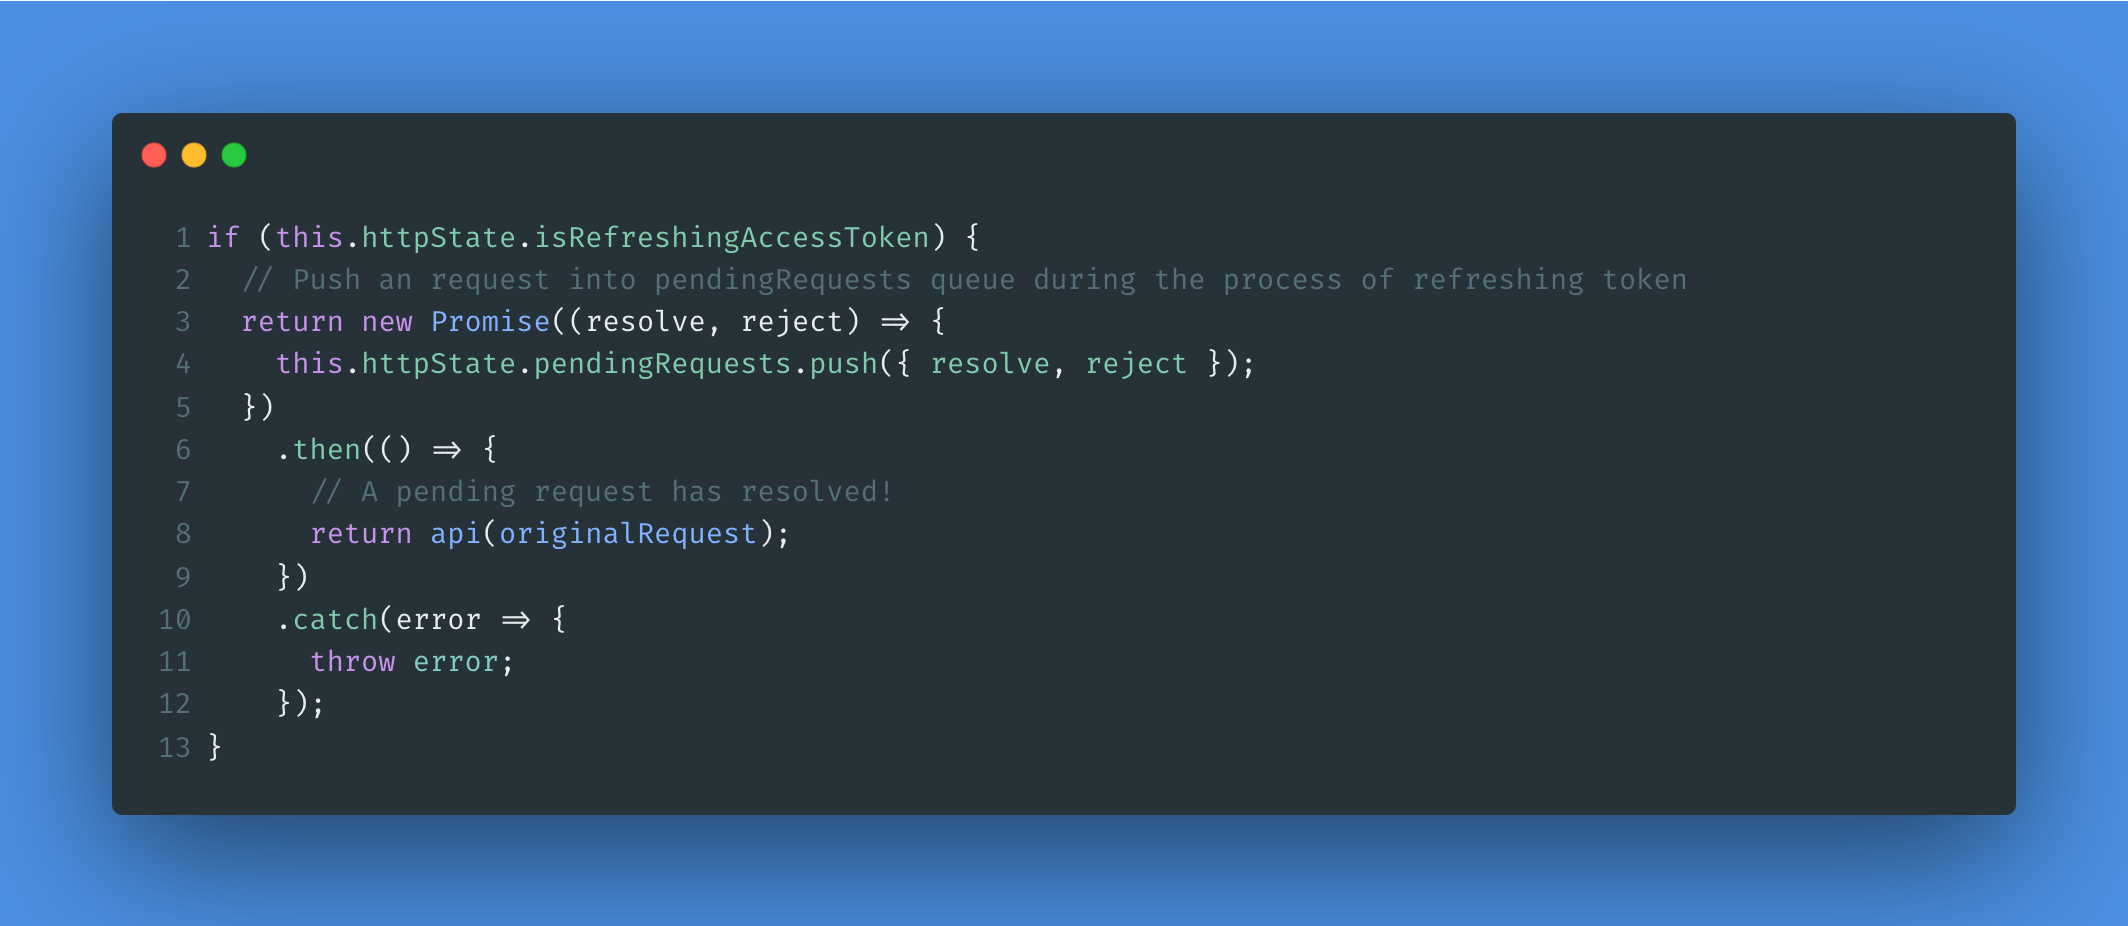 1 if (this.httpState.isRefreshingAccessToken) {
2   // Push an request into pendingRequests queue during the process of refreshing token
3   return new Promise((resolve, reject) => {
4     this.httpState.pendingRequests.push({ resolve, reject });
5   })
6     .then(() => {
7       // A pending request has resolved!
8       return api(originalRequest);
9     })
10     .catch(error => {
11       throw error;
12     });
13 }